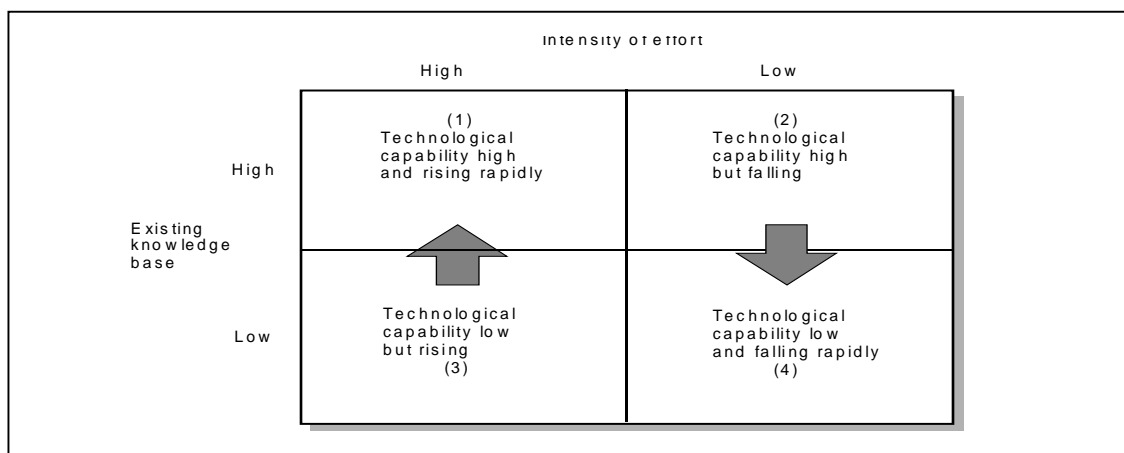 Intensity of effort
High Low
(1)
Technological
capability high
and rising rapidly
(2)
Technological
capability high
but falling
High
Existing
knowledge
base
Low
Technological
capability low
but rising
(3)
Technological
capability low
and falling rapidly
(4)